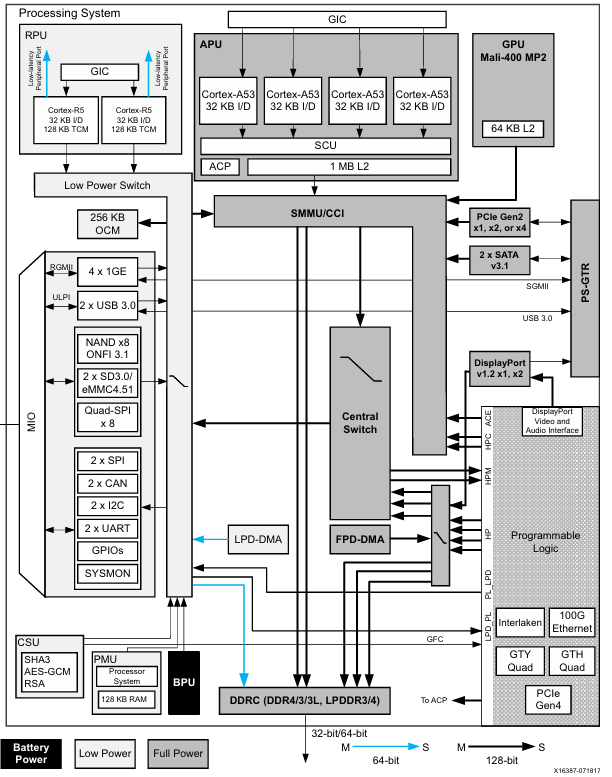 Processing System
RPU
Low-latency
Peripheral Port
GIC
Low-latency
Peripheral Port
Cortex-R5
32 KB I/D
128 KB TCM
Cortex-R5
32 KB I/D
128 KB TCM
GIC
APU
Cortex-A53
32 KB I/D
Cortex-A53
32 KB I/D
Cortex-A53
32 KB I/D
Cortex-A53
32 KB I/D
SCU
ACP
1 MB L2
GPU
Mali-400 MP2
64 KB L2
Low Power Switch
256 KB
OCM
SMMU/CCI
PCIe Gen2
x1, x2, or x4
2 x SATA
v3.1
PS-GTR
SGMII
USB 3.0
RGMII
4 x 1GE
ULPI
2 x USB 3.0
NAND x8
ONFI 3.1
2 x SD3.0/
eMMC4.51
Quad-SPI
x 8
MIO
2 x SPI
2 x CAN
2 x I2C
2 x UART
GPIOs
SYSMON
Central
Switch
DisplayPort
v1.2 x1, x2
DisplayPort
Video and
Audio Interface
ACE
HPC
HPM
HP
PL_LPD
LPD_PL
Programmable
Logic
LPD-DMA
FPD-DMA
GFC
Interlaken
100G
Ethernet
GTY
Quad
GTH
Quad
PCIe
Gen4
CSU
SHA3
AES-GCM
RSA
PMU
Processor
System
128 KB RAM
BPU
DDRC (DDR4/3/3L, LPDDR3/4)
To ACP
32-bit/64-bit
Battery
Power
Low Power
Full Power
M
S
64-bit
M
S
128-bit
X16387-071817